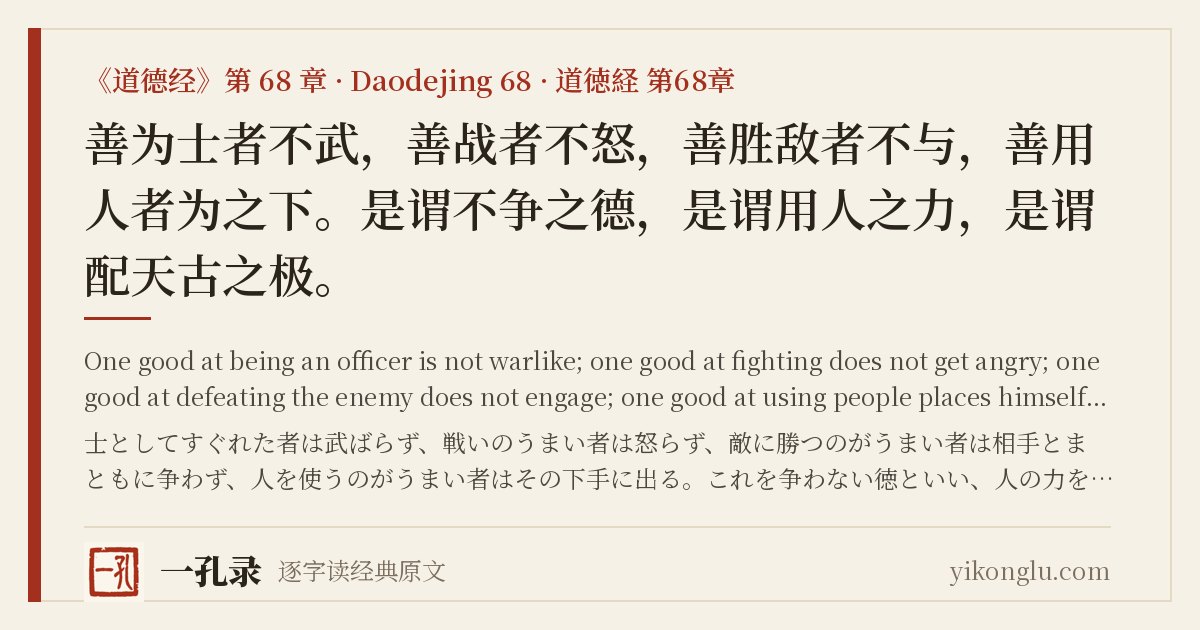 《道德经》第 68 章 · Daodejing 68 · 道徳経 第68章
善为士者不武，善战者不怒，善胜敌者不与，善用
人者为之下。是谓不争之德，是谓用人之力，是谓
配天古之极。
One good at being an officer is not warlike; one good at fighting does not get angry; one
good at defeating the enemy does not engage; one good at using people places himself…
士としてすぐれた者は武ばらず、戦いのうまい者は怒らず、敵に勝つのがうまい者は相手とま
ともに争わず、人を使うのがうまい者はその下手に出る。これを争わない徳といい、人の力を…
一孔
一孔录 逐字读经典原文 yikonglu.com